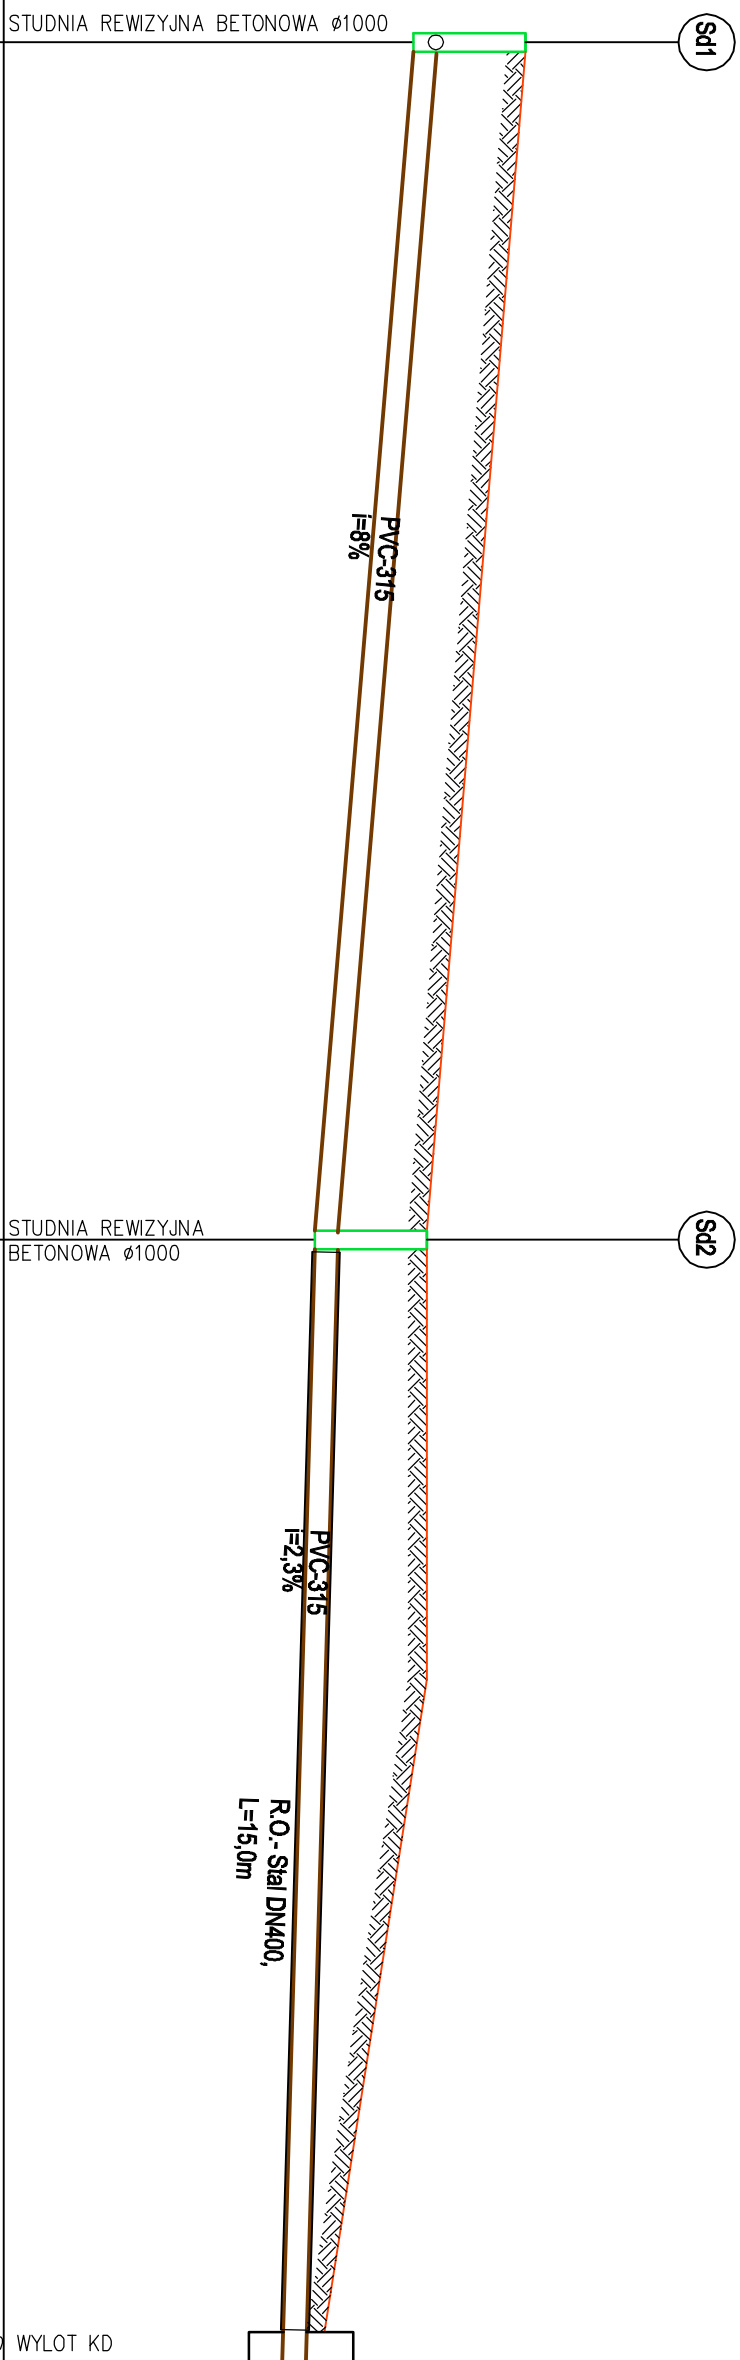 STUDNIA REWIZYJNA BETONOWA ø1000
Sd1
PVC-315
i=8%
STUDNIA REWIZYJNA
BETONOWA ø1000
Sd2
PVC-315
i=2,3%
R.O.- Stal DN400,
L=15,0m
WYLOT KD